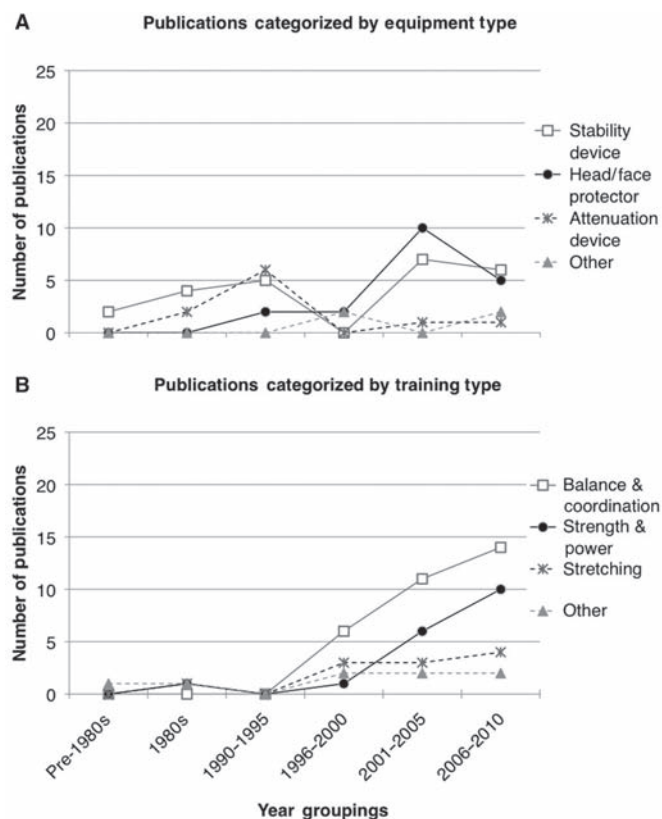 A Publications categorized by equipment type
25
20
15
10
5
0
Number of publications
Stability
device
Head/face
protector
Attenuation
device
Other
B Publications categorized by training type
25
20
15
10
5
0
Number of publications
Balance &
coordination
Strength &
power
Stretching
Other
Pre-1980s
1980s
1990–1995
1996–2000
2001–2005
2006–2010
Year groupings